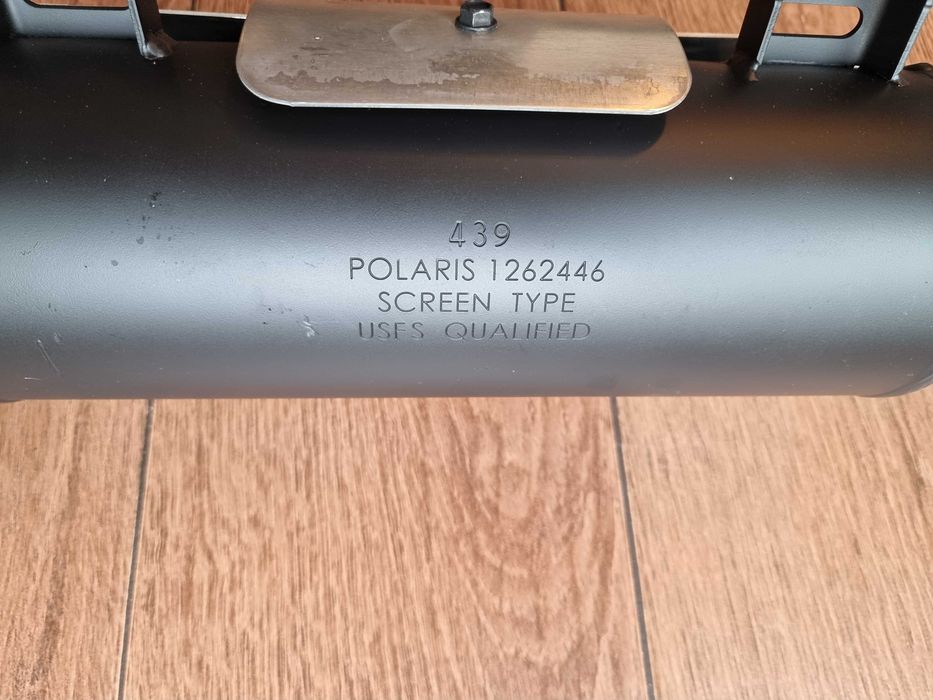 439
POLARIS 1262446
SCREEN TYPE
USFS QUALIFIED